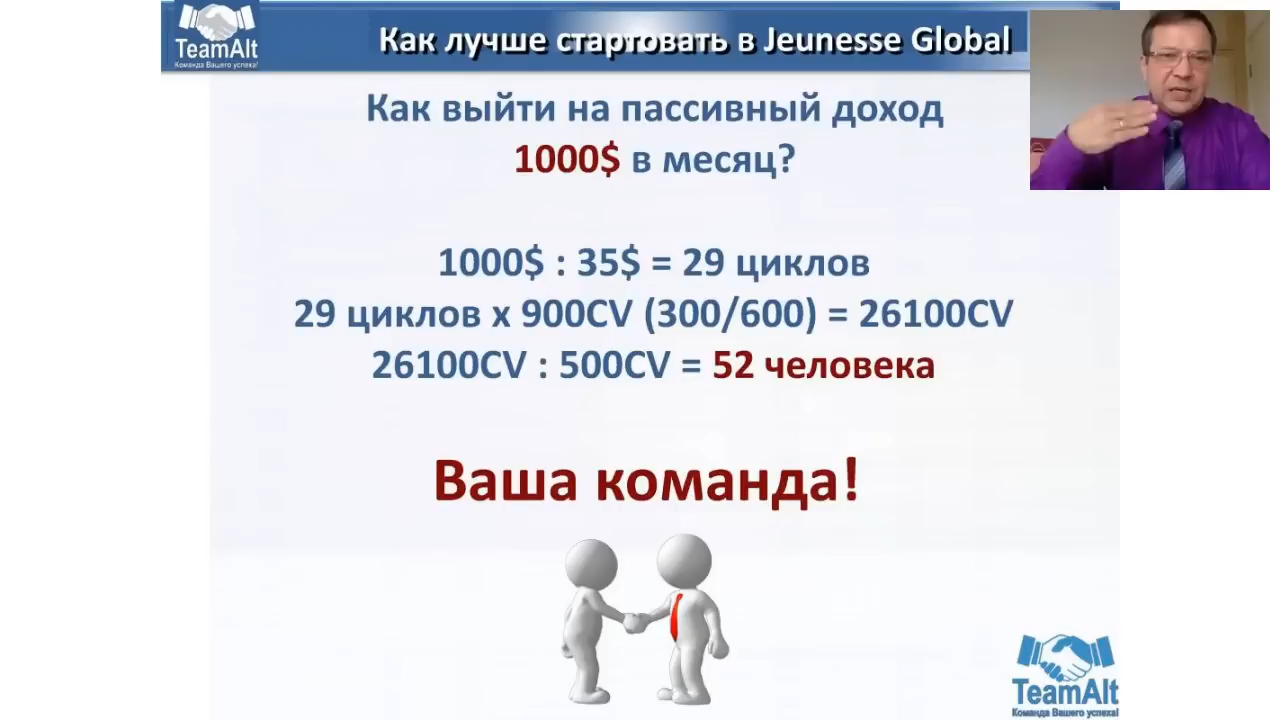 TeamAlt
Команда Вашего успеха!
Как лучше стартовать в Jeunesse Global
Как выйти на пассивный доход
1000$ в месяц?
1000$ : 35$ = 29 циклов
29 циклов х 900CV (300/600) = 26100CV
26100CV : 500CV = 52 человека
Ваша команда!
TeamAlt
Команда Вашего успеха!